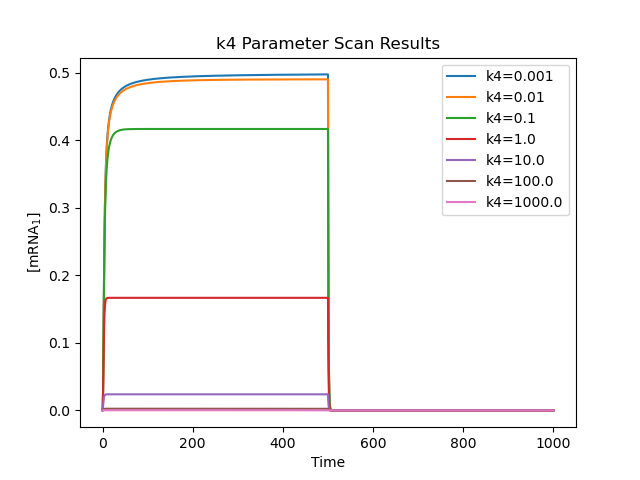 k4 Parameter Scan Results
[mRNA₁]
0.5
0.4
0.3
0.2
0.1
0.0
k4=0.001
k4=0.01
k4=0.1
k4=1.0
k4=10.0
k4=100.0
k4=1000.0
0 200 400 600 800 1000
Time